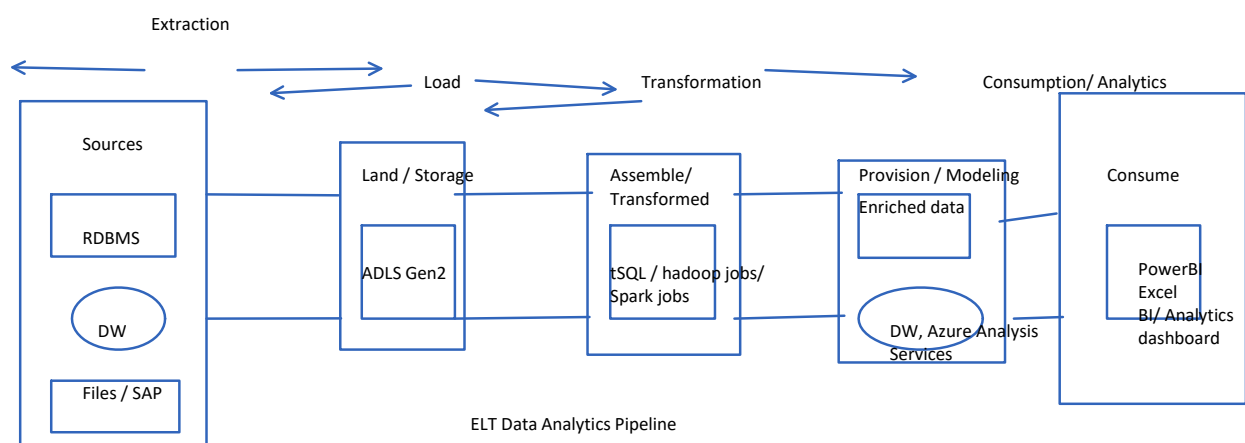 Extraction
Load
Transformation
Consumption/ Analytics
Sources
RDBMS
DW
Files / SAP
Land / Storage
ADLS Gen2
Assemble/
Transformed
tSQL / hadoop jobs/
Spark jobs
Provision / Modeling
Enriched data
DW, Azure Analysis
Services
Consume
PowerBI
Excel
BI/ Analytics
dashboard
ELT Data Analytics Pipeline